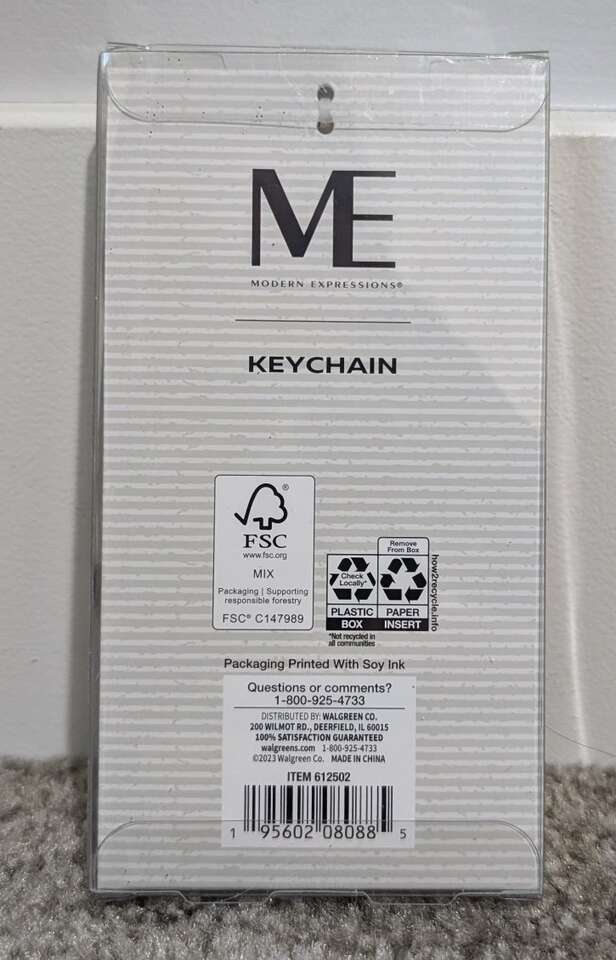 ME
MODERN EXPRESSIONS®
KEYCHAIN
®
FSC
www.fsc.org
MIX
Packaging | Supporting
responsible forestry
FSC® C147989
Remove
From Box
Check
Locally*
PLASTIC
BOX
PAPER
INSERT
*Not recycled in
all communities
how2recycle.info
Packaging Printed With Soy Ink
Questions or comments?
1-800-925-4733
DISTRIBUTED BY: WALGREEN CO.
200 WILMOT RD., DEERFIELD, IL 60015
100% SATISFACTION GUARANTEED
walgreens.com 1-800-925-4733
©2023 Walgreen Co. MADE IN CHINA
ITEM 612502
1 95602 08088 5